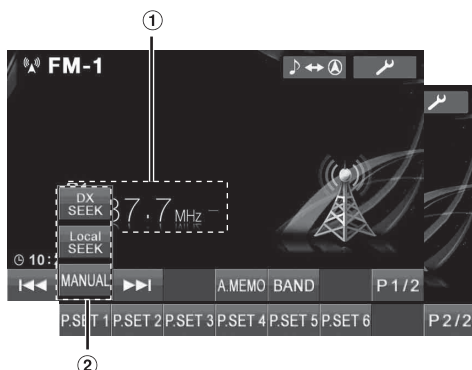 ①
FM-1
DX SEEK
87.7 MHz
Local SEEK
10:
MANUAL
A.MEMO BAND P1/2
P.SET 1 P.SET 2 P.SET 3 P.SET 4 P.SET 5 P.SET 6 P2/2
②